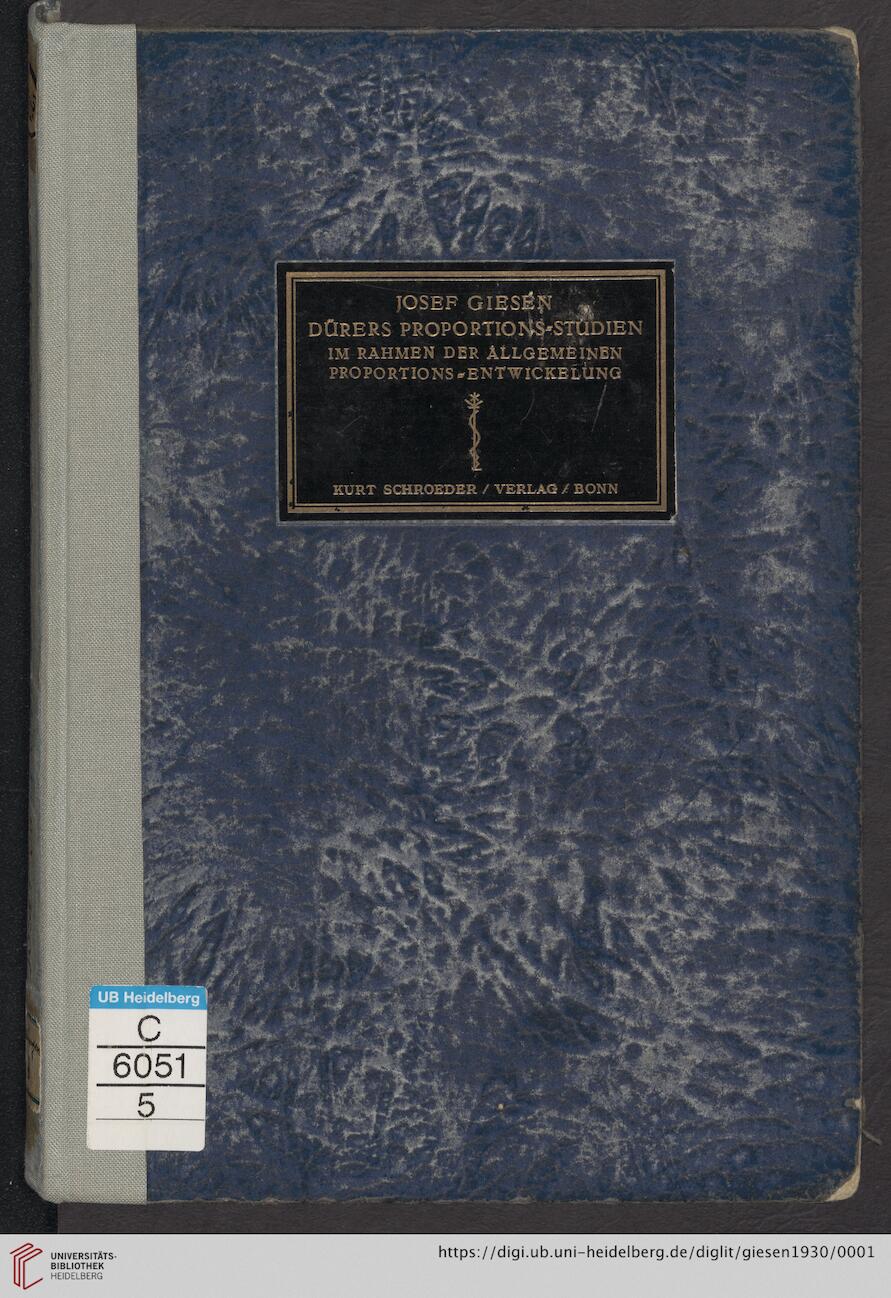 JOSEF GIESEN
DÜRERS PROPORTIONS-STUDIEN
IM RAHMEN DER ALLGEMEINEN
PROPORTIONS-ENTWICKELUNG
KURT SCHROEDER / VERLAG / BONN
UB Heidelberg
C
6051
5
UNIVERSITÄTS-
BIBLIOTHEK
HEIDELBERG
https://digi.ub.uni-heidelberg.de/diglit/giesen1930/0001